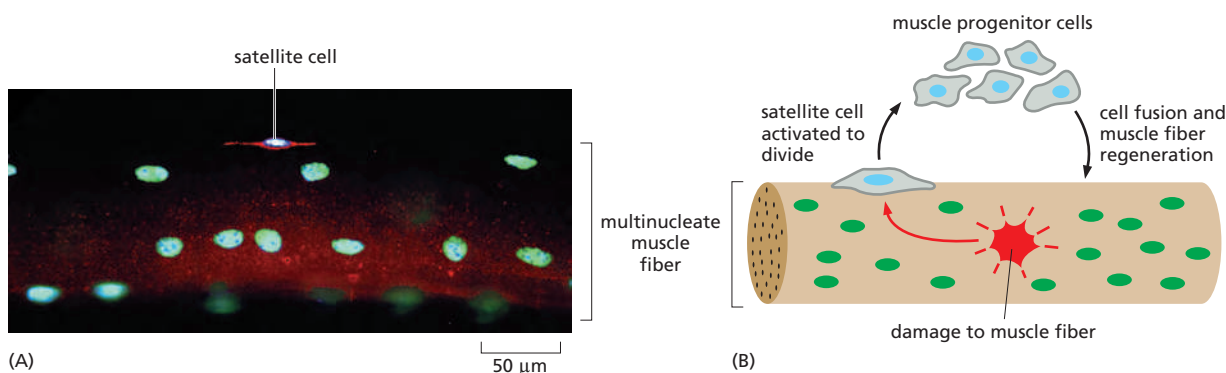 satellite cell
multinucleate
muscle
fiber
50 μm
(A)
muscle progenitor cells
satellite cell
activated to
divide
cell fusion and
muscle fiber
regeneration
damage to muscle fiber
(B)